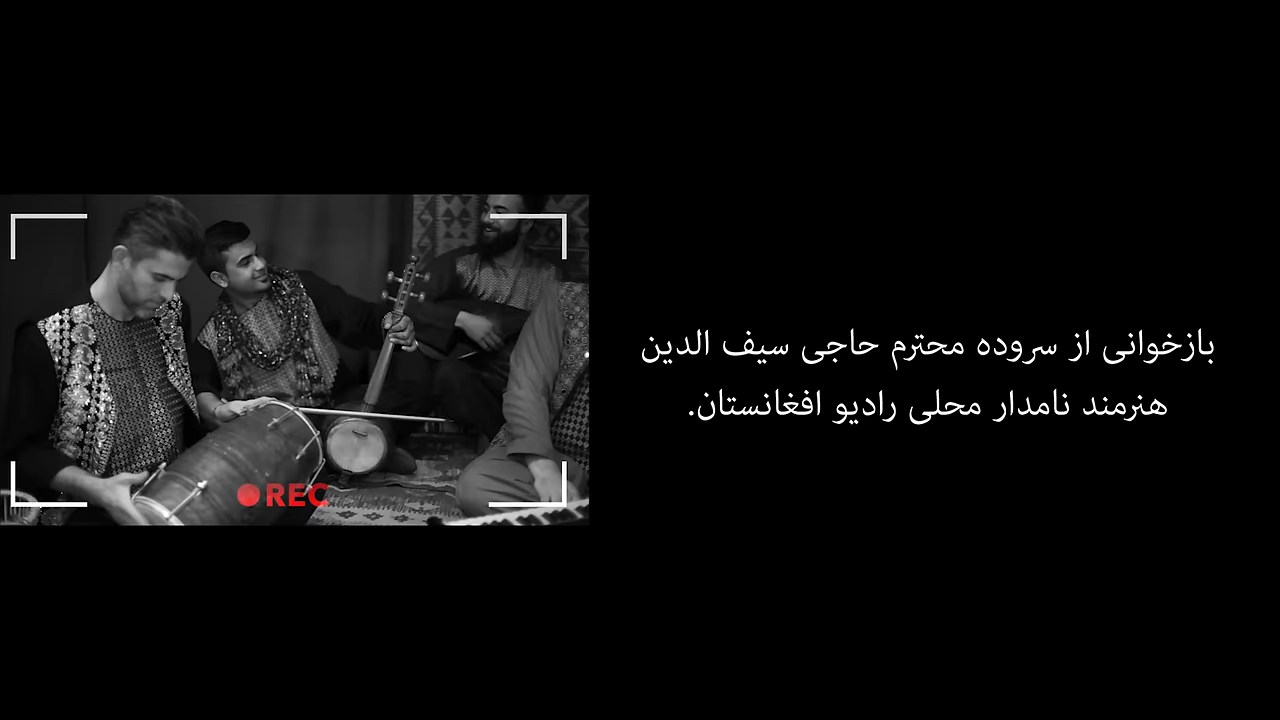 بازخوانی از سروده محترم حاجی سیف الدین
هنرمند نامدار محلی رادیو افغانستان.
REC